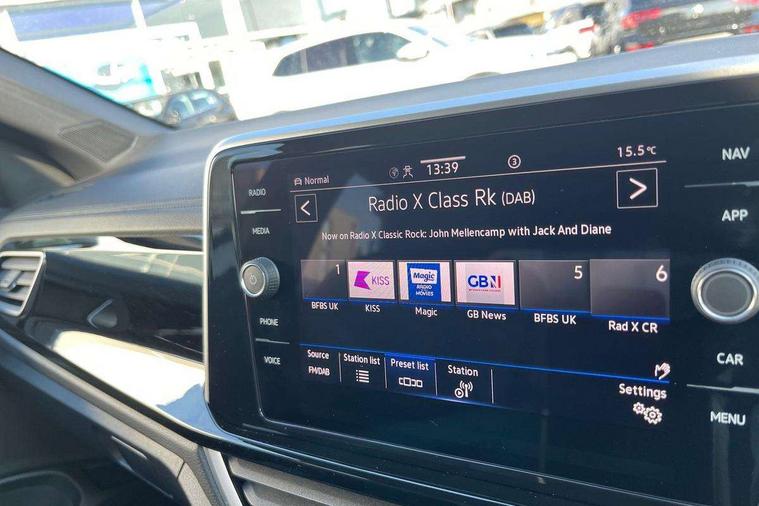 RADIO
MEDIA
PHONE
VOICE
Normal
13:39
3
15.5°C
Radio X Class Rk (DAB)
Now on Radio X Classic Rock: John Mellencamp with Jack And Diane
1
KISS
Magic
RADIO
MOVIES
GBN
5
6
BFBS UK
KISS
Magic
GB News
BFBS UK
Rad X CR
Source
FM/DAB
Station list
Preset list
Station
Settings
NAV
APP
CAR
MENU